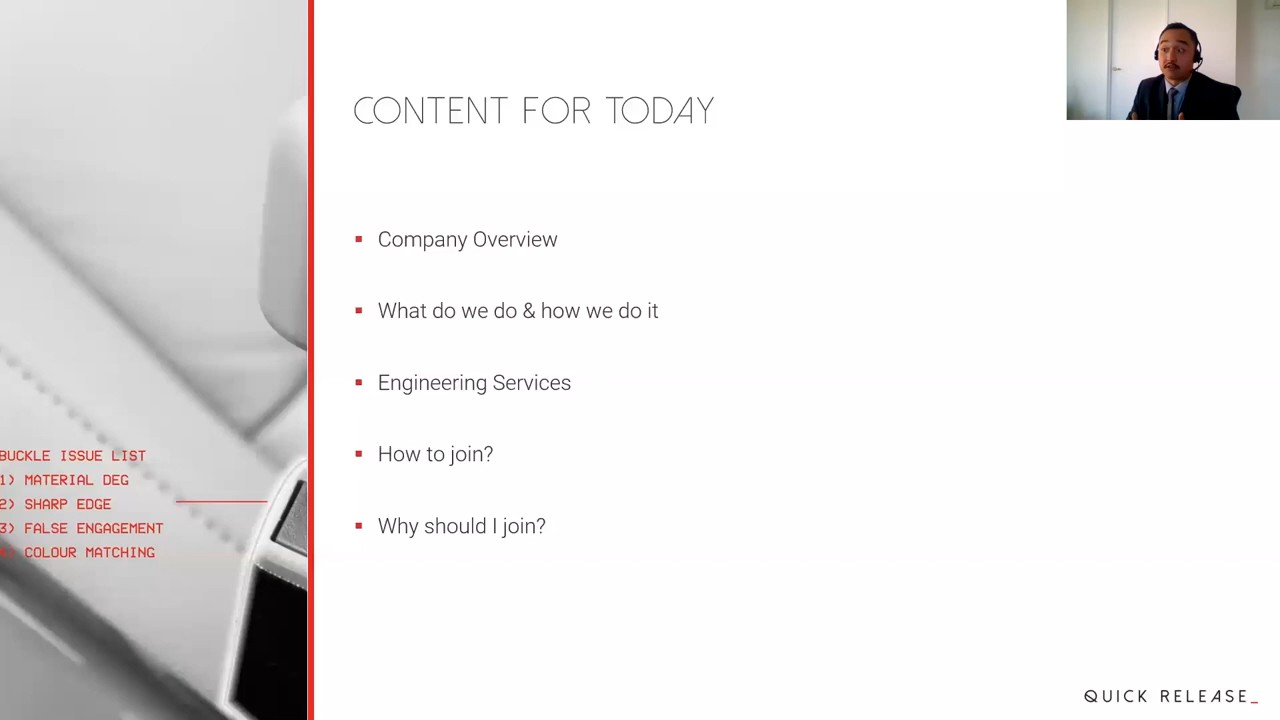 CONTENT FOR TODAY
Company Overview
What do we do & how we do it
Engineering Services
How to join?
Why should I join?
BUCKLE ISSUE LIST
1) MATERIAL DEG
2) SHARP EDGE
3) FALSE ENGAGEMENT
4) COLOUR MATCHING
QUICK RELEASE_